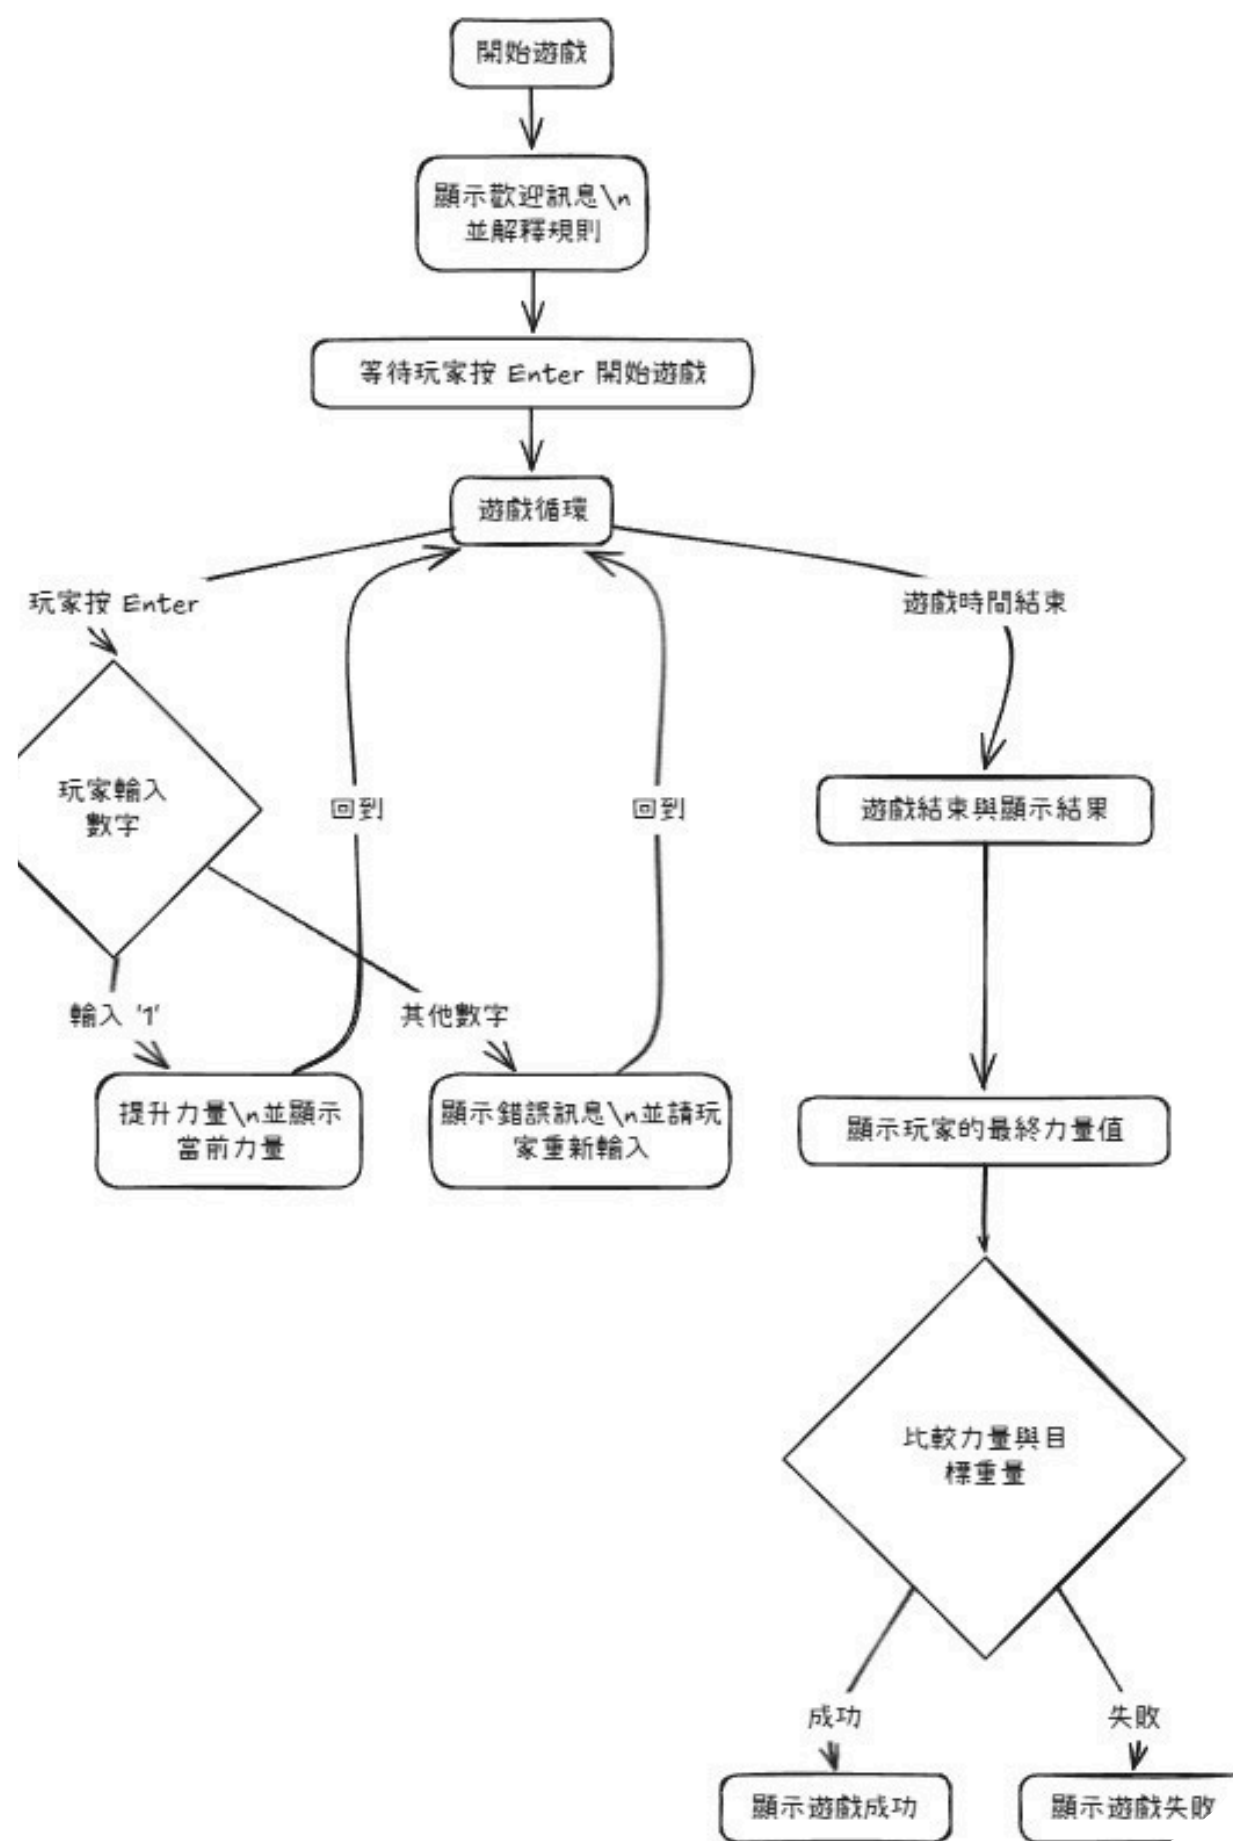 開始遊戲
顯示歡迎訊息\n
並解釋規則
等待玩家按 Enter 開始遊戲
遊戲循環
玩家按 Enter
遊戲時間結束
玩家輸入
數字
回到
回到
遊戲結束與顯示結果
輸入 '1'
其他數字
提升力量\n並顯示
當前力量
顯示錯誤訊息\n並請玩
家重新輸入
顯示玩家的最終力量值
比較力量與目
標重量
成功
失敗
顯示遊戲成功
顯示遊戲失敗